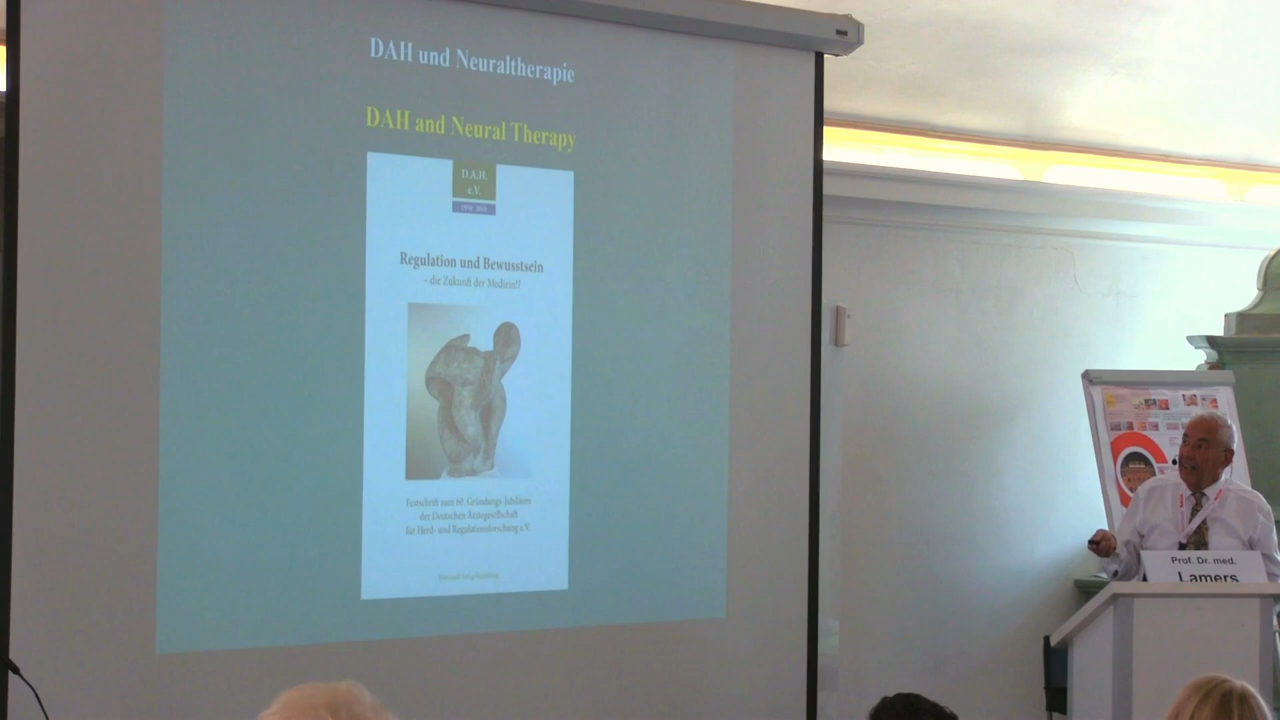 DAH und Neuraltherapie
DAH and Neural Therapy
D.A.H.
e.V.
Regulation und Bewusstsein
– die Zukunft der Medizin!?
Festschrift zum 60. Gründungs-Jubiläum
der Deutschen Ärztegesellschaft
für Herd- und Regulationsforschung e.V.
Prof. Dr. med.
Lamers